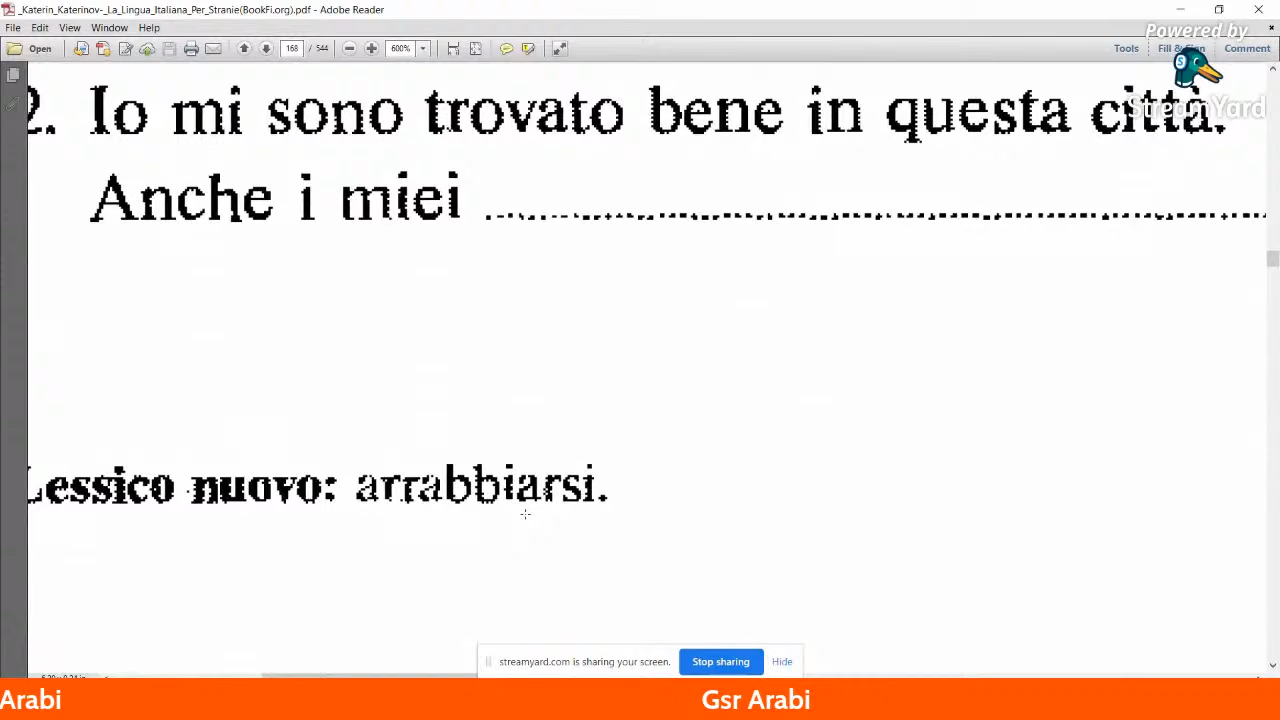 _Katerin_Katerinov-_La_Lingua_Italiana_Per_Stranie(BookFi.org).pdf - Adobe Reader
File Edit View Window Help
Powered by
Open 168 / 544 600% Tools Fill & Sign Comment
StreamYard
2. Io mi sono trovato bene in questa città.
Anche i miei ................
Lessico nuovo: arrabbiarsi.
streamyard.com is sharing your screen. Stop sharing Hide
Arabi Gsr Arabi